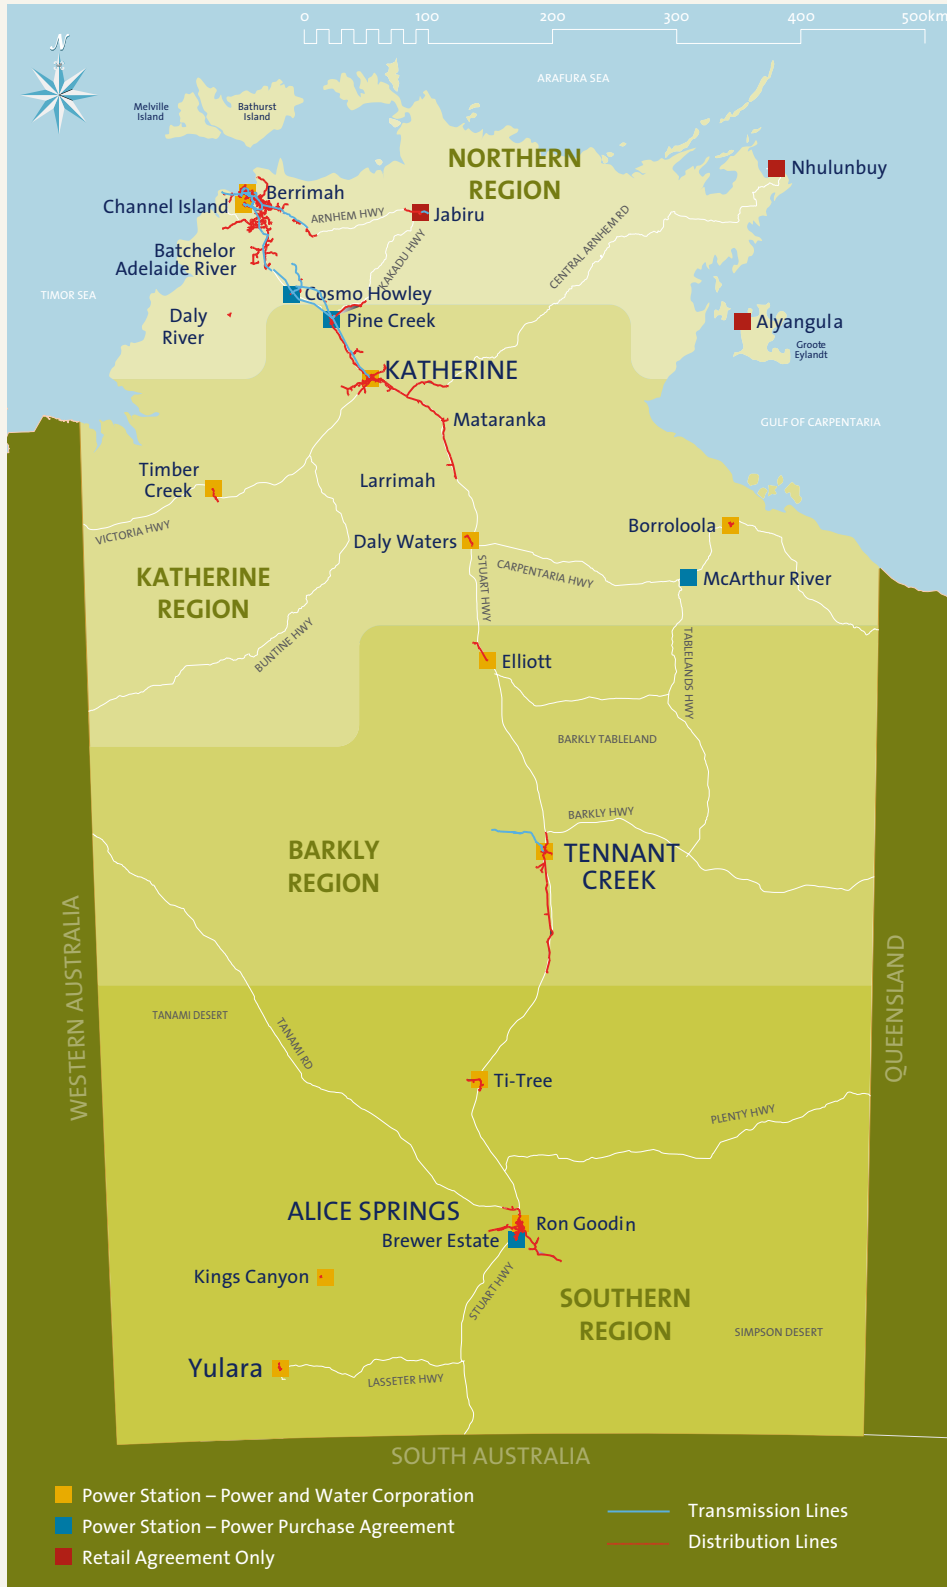 0 100 200 300 400 500km
N
ARAFURA SEA
Melville
Island
Bathurst
Island
NORTHERN
REGION
Nhulunbuy
Berrimah
Channel Island
ARNHEM HWY
Jabiru
CENTRAL ARNHEM RD
KAKADU HWY
Batchelor
Adelaide River
TIMOR SEA
Cosmo Howley
Daly
River
Pine Creek
Alyangula
Groote
Eylandt
KATHERINE
Mataranka
GULF OF CARPENTARIA
Timber
Creek
Larrimah
VICTORIA HWY
Borroloola
Daly Waters
CARPENTARIA HWY
STUART HWY
McArthur River
KATHERINE
REGION
BUNTINE HWY
TABLELANDS HWY
Elliott
BARKLY TABLELAND
BARKLY HWY
BARKLY
REGION
TENNANT
CREEK
WESTERN AUSTRALIA
QUEENSLAND
TANAMI DESERT
TANAMI RD
Ti-Tree
PLENTY HWY
ALICE SPRINGS
Ron Goodin
Brewer Estate
Kings Canyon
STUART HWY
SOUTHERN
REGION
SIMPSON DESERT
Yulara
LASSETER HWY
SOUTH AUSTRALIA
Power Station – Power and Water Corporation
Power Station – Power Purchase Agreement
Retail Agreement Only
Transmission Lines
Distribution Lines